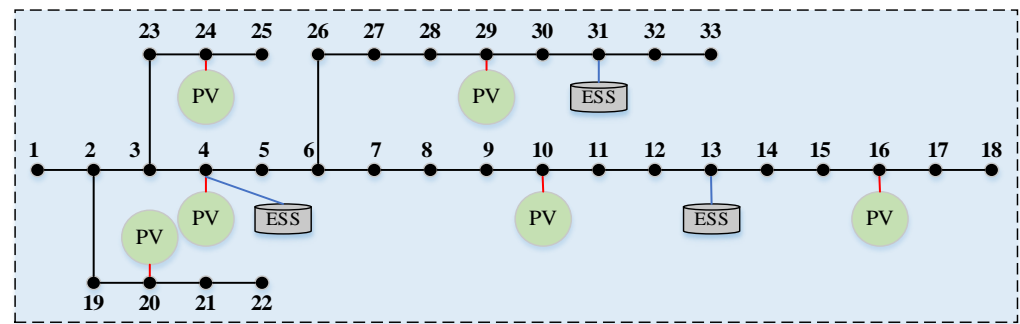 23 24 25 26 27 28 29 30 31 32 33
PV PV ESS
1 2 3 4 5 6 7 8 9 10 11 12 13 14 15 16 17 18
PV ESS PV ESS PV
PV
19 20 21 22